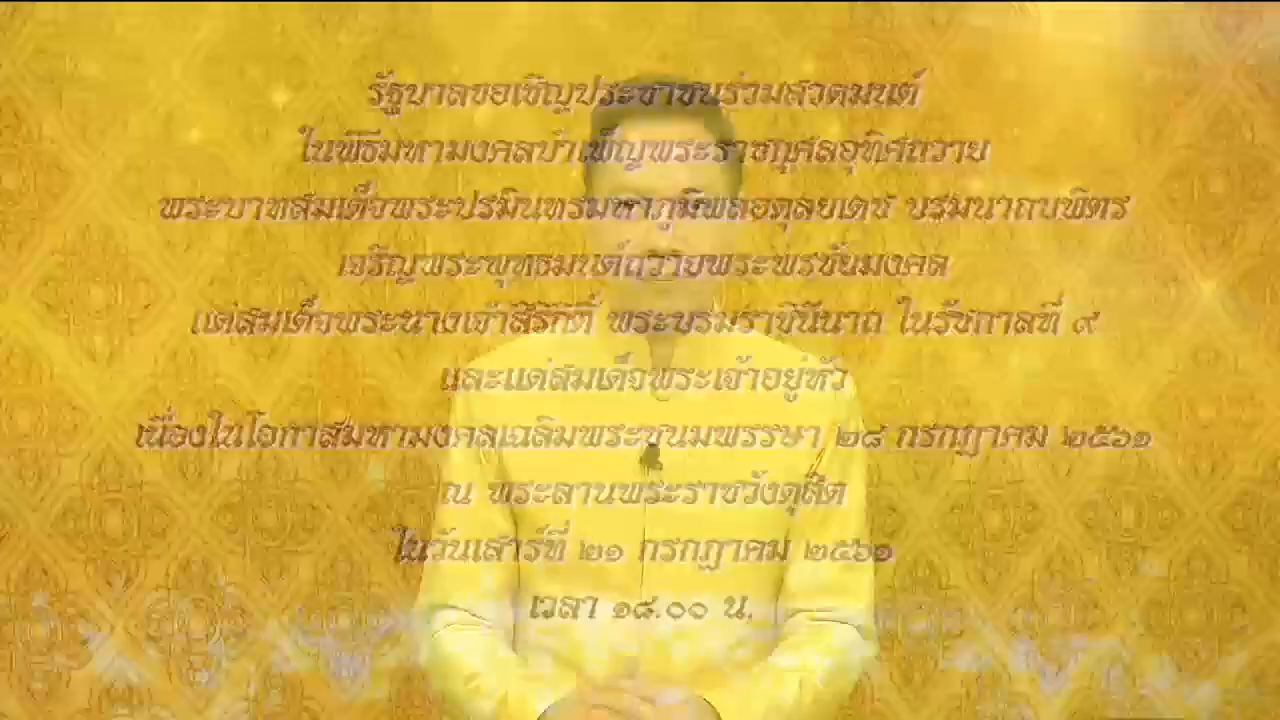 รัฐบาลขอเชิญประชาชนร่วมสวดมนต์
ในพิธีมหามงคลบำเพ็ญพระราชกุศลอุทิศถวาย
พระบาทสมเด็จพระปรมินทรมหาภูมิพลอดุลยเดช บรมนาถบพิตร
เจริญพระพุทธมนต์ถวายพระพรชัยมงคล
แด่สมเด็จพระนางเจ้าสิริกิติ์ พระบรมราชินีนาถ ในรัชกาลที่ ๙
และแด่สมเด็จพระเจ้าอยู่หัว
เนื่องในโอกาสมหามงคลเฉลิมพระชนมพรรษา ๒๘ กรกฎาคม ๒๕๖๑
ณ พระลานพระราชวังดุสิต
ในวันเสาร์ที่ ๒๑ กรกฎาคม ๒๕๖๑
เวลา ๑๘.๐๐ น.